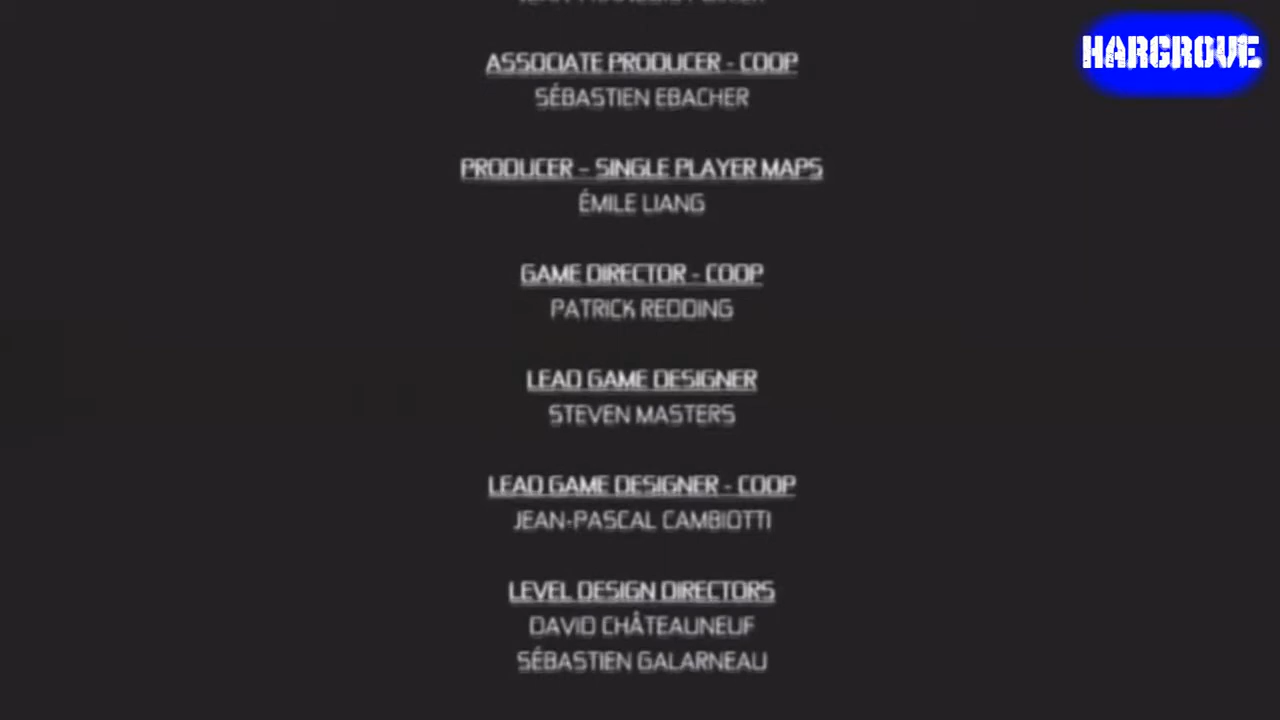 HARGROVE
ASSOCIATE PRODUCER - COOP
SÉBASTIEN EBACHER
PRODUCER – SINGLE PLAYER MAPS
ÉMILE LIANG
GAME DIRECTOR - COOP
PATRICK REDDING
LEAD GAME DESIGNER
STEVEN MASTERS
LEAD GAME DESIGNER - COOP
JEAN-PASCAL CAMBIOTTI
LEVEL DESIGN DIRECTORS
DAVID CHÂTEAUNEUF
SÉBASTIEN GALARNEAU